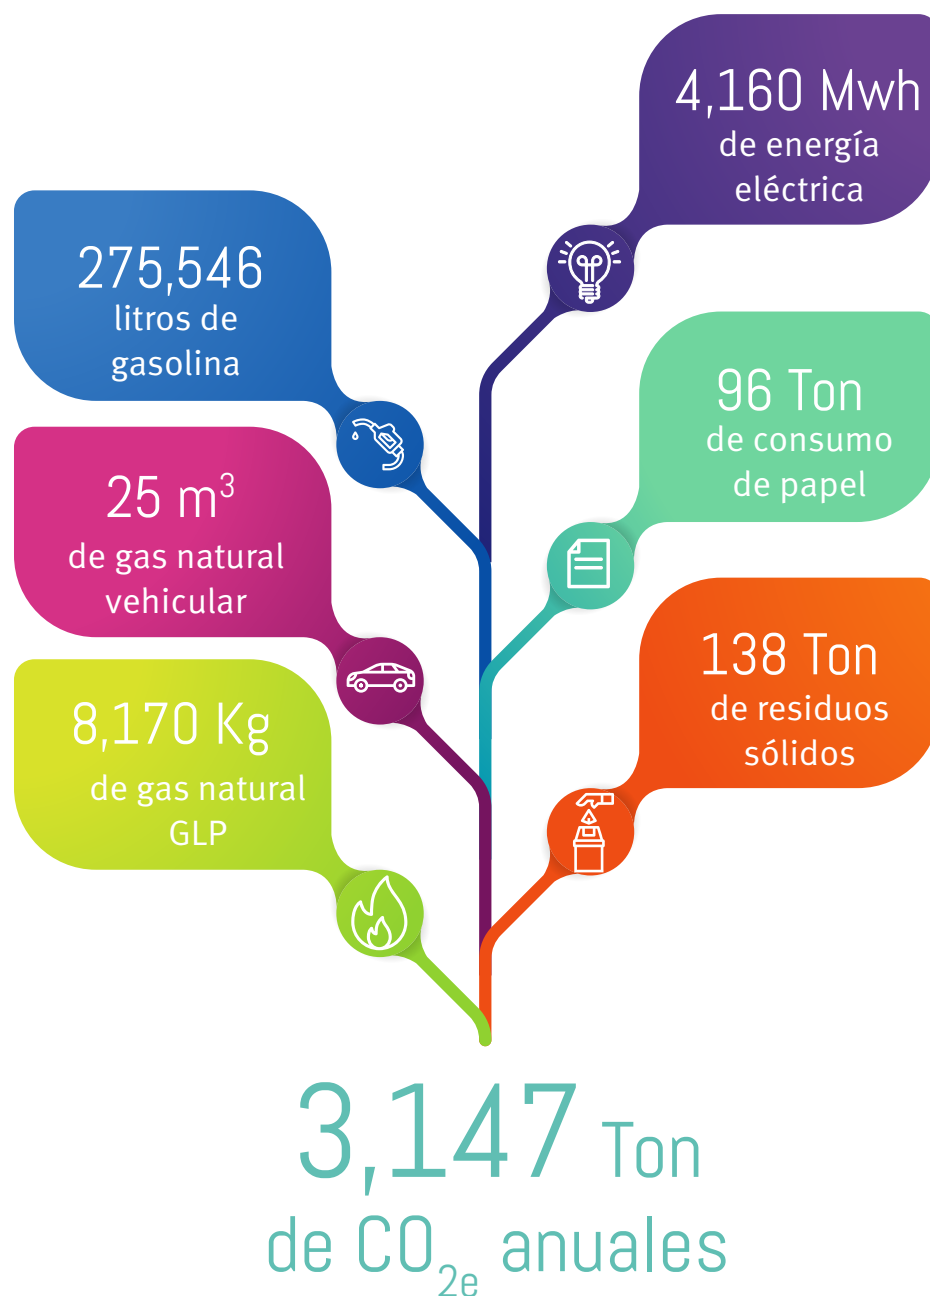 4,160 Mwh
de energía
eléctrica
275,546
litros de
gasolina
96 Ton
de consumo
de papel
25 m³
de gas natural
vehicular
138 Ton
de residuos
sólidos
8,170 Kg
de gas natural
GLP
3,147 Ton
de CO₂e anuales